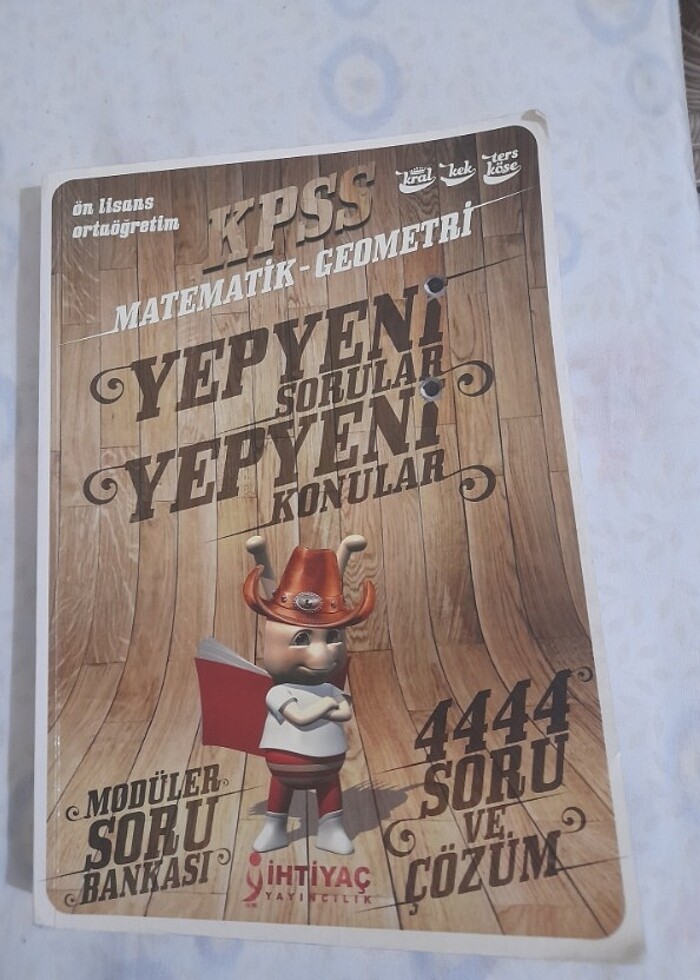 ön lisans
ortaöğretim
KPSS
kral
kek
ters
köşe
MATEMATİK - GEOMETRİ
YEPYENİ
SORULAR
YEPYENİ
KONULAR
MODÜLER
SORU
BANKASI
4444
SORU
VE
ÇÖZÜM
İHTİYAÇ
YAYINCILIK